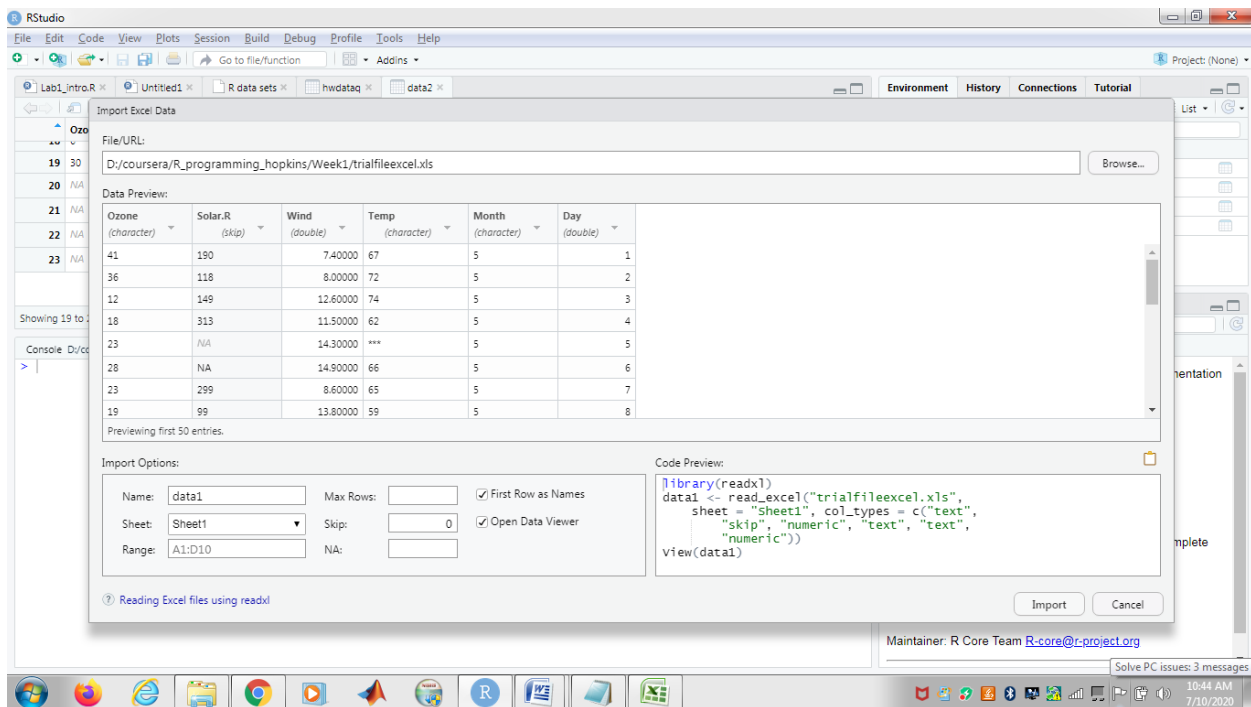 RStudio
File Edit Code View Plots Session Build Debug Profile Tools Help
Go to file/function Addins Project: (None)
Lab1_intro.R Untitled1 R data sets hwdataq data2
Environment History Connections Tutorial
List
Import Excel Data
Ozo
File/URL:
D:/coursera/R_programming_hopkins/Week1/trialfileexcel.xls Browse...
19 30
20 NA
21 NA
22 NA
23 NA
Data Preview:
Ozone Solar.R Wind Temp Month Day
(character) (skip) (double) (character) (character) (double)
41 190 7.40000 67 5 1
36 118 8.00000 72 5 2
12 149 12.60000 74 5 3
18 313 11.50000 62 5 4
23 NA 14.30000 *** 5 5
28 NA 14.90000 66 5 6
23 299 8.60000 65 5 7
19 99 13.80000 59 5 8
Previewing first 50 entries.
Showing 19 to
Console D:/co
>
Import Options:
Name: data1 Max Rows: First Row as Names
Sheet: Sheet1 Skip: 0 Open Data Viewer
Range: A1:D10 NA:
Code Preview:
library(readxl)
data1 <- read_excel("trialfileexcel.xls",
sheet = "Sheet1", col_types = c("text",
"skip", "numeric", "text", "text",
"numeric"))
View(data1)
Reading Excel files using readxl
Import Cancel
mentation
mplete
Maintainer: R Core Team R-core@r-project.org
Solve PC issues: 3 messages
10:44 AM
7/10/2020